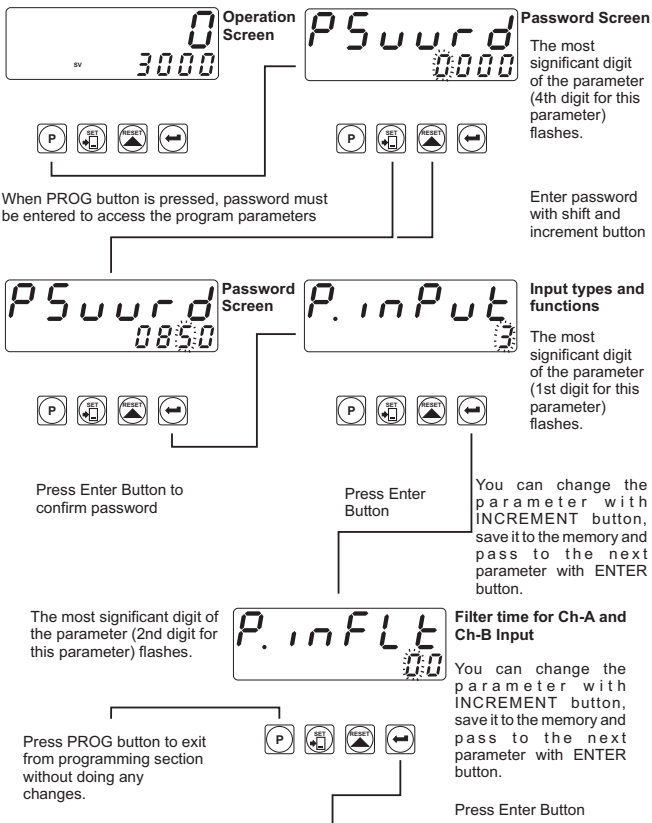 0
Operation
Screen
SV 3000
P SET RESET
PSuurd
0000
Password Screen
The most
significant digit
of the parameter
(4th digit for this
parameter)
flashes.
P SET RESET
When PROG button is pressed, password must
be entered to access the program parameters
Enter password
with shift and
increment button
PSuurd
0850
Password
Screen
P SET RESET
P.inPut
3
Input types and
functions
The most
significant digit
of the parameter
(1st digit for this
parameter)
flashes.
P SET RESET
Press Enter Button to
confirm password
Press Enter
Button
You can change the
parameter with
INCREMENT button,
save it to the memory and
pass to the next
parameter with ENTER
button.
The most significant digit of
the parameter (2nd digit for
this parameter) flashes.
P.inFLt
00
Filter time for Ch-A and
Ch-B Input
You can change the
parameter with
INCREMENT button,
save it to the memory and
pass to the next
parameter with ENTER
button.
P SET RESET
Press PROG button to exit
from programming section
without doing any
changes.
Press Enter Button